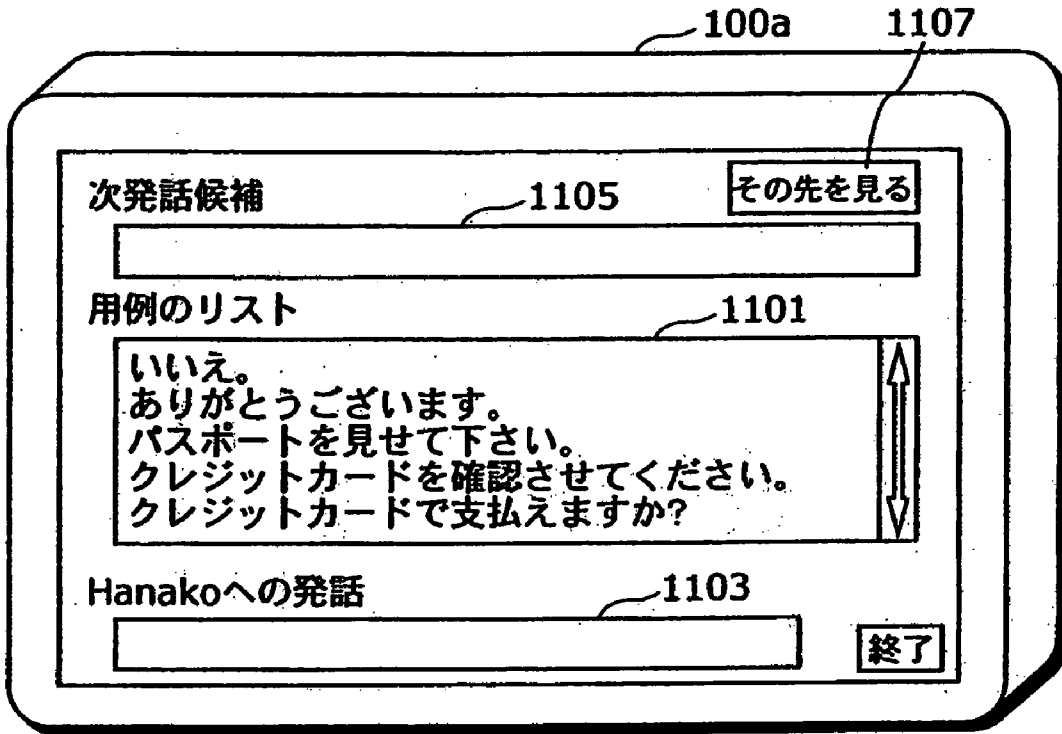 100a 1107
次発話候補 1105 その先を見る
用例のリスト 1101
いいえ。
ありがとうございます。
パスポートを見せて下さい。
クレジットカードを確認させてください。
クレジットカードで支払えますか?
Hanakoへの発話 1103
終了